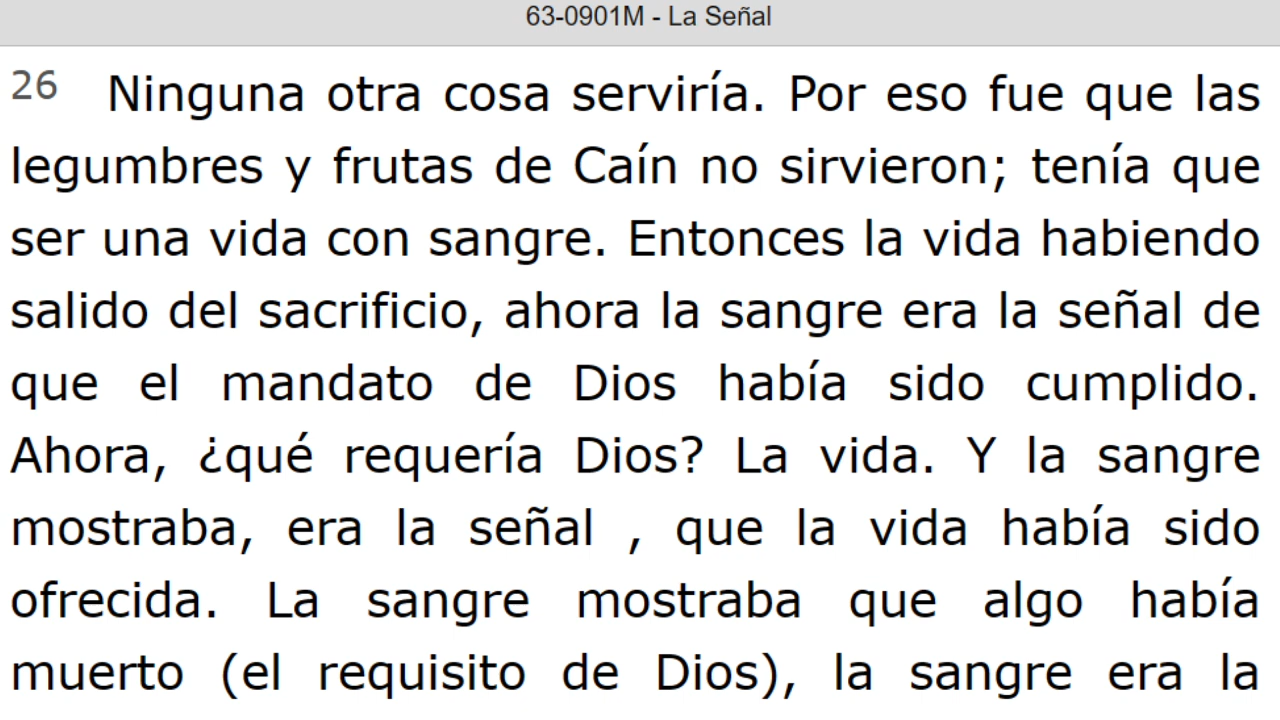 63-0901M - La Señal
26 Ninguna otra cosa serviría. Por eso fue que las
legumbres y frutas de Caín no sirvieron; tenía que
ser una vida con sangre. Entonces la vida habiendo
salido del sacrificio, ahora la sangre era la señal de
que el mandato de Dios había sido cumplido.
Ahora, ¿qué requería Dios? La vida. Y la sangre
mostraba, era la señal , que la vida había sido
ofrecida. La sangre mostraba que algo había
muerto (el requisito de Dios), la sangre era la